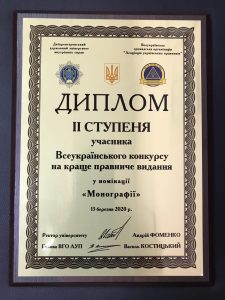 Дніпропетровський
державний університет
внутрішніх справ
Всеукраїнська
громадська організація
"Асоціація українських правників"
ДИПЛОМ
ІІ СТУПЕНЯ
учасника
Всеукраїнського конкурсу
на краще правниче видання
у номінації
«Монографії»
13 березня 2020 р.
Ректор університету
Андрій ФОМЕНКО
Голова ВГО АУП
Василь КОСТИЦЬКИЙ